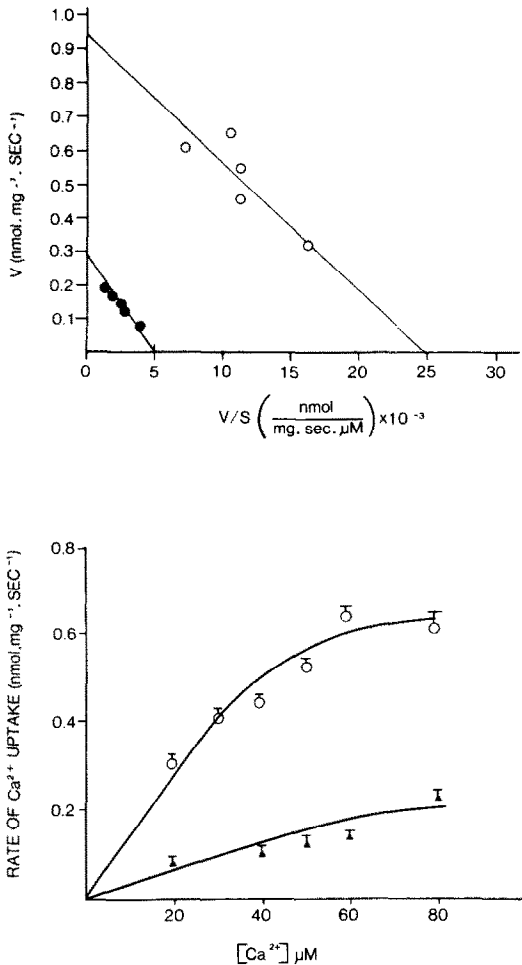 1.0
0.9
0.8
0.7
0.6
0.5
0.4
0.3
0.2
0.1
V (nmol.mg⁻¹. SEC⁻¹)
0 5 10 15 20 25 30
V/S ( nmol / mg. sec. µM ) ×10⁻³
0.8
0.6
0.4
0.2
RATE OF Ca²⁺ UPTAKE (nmol.mg⁻¹.SEC⁻¹)
20 40 60 80
[Ca²⁺] µM